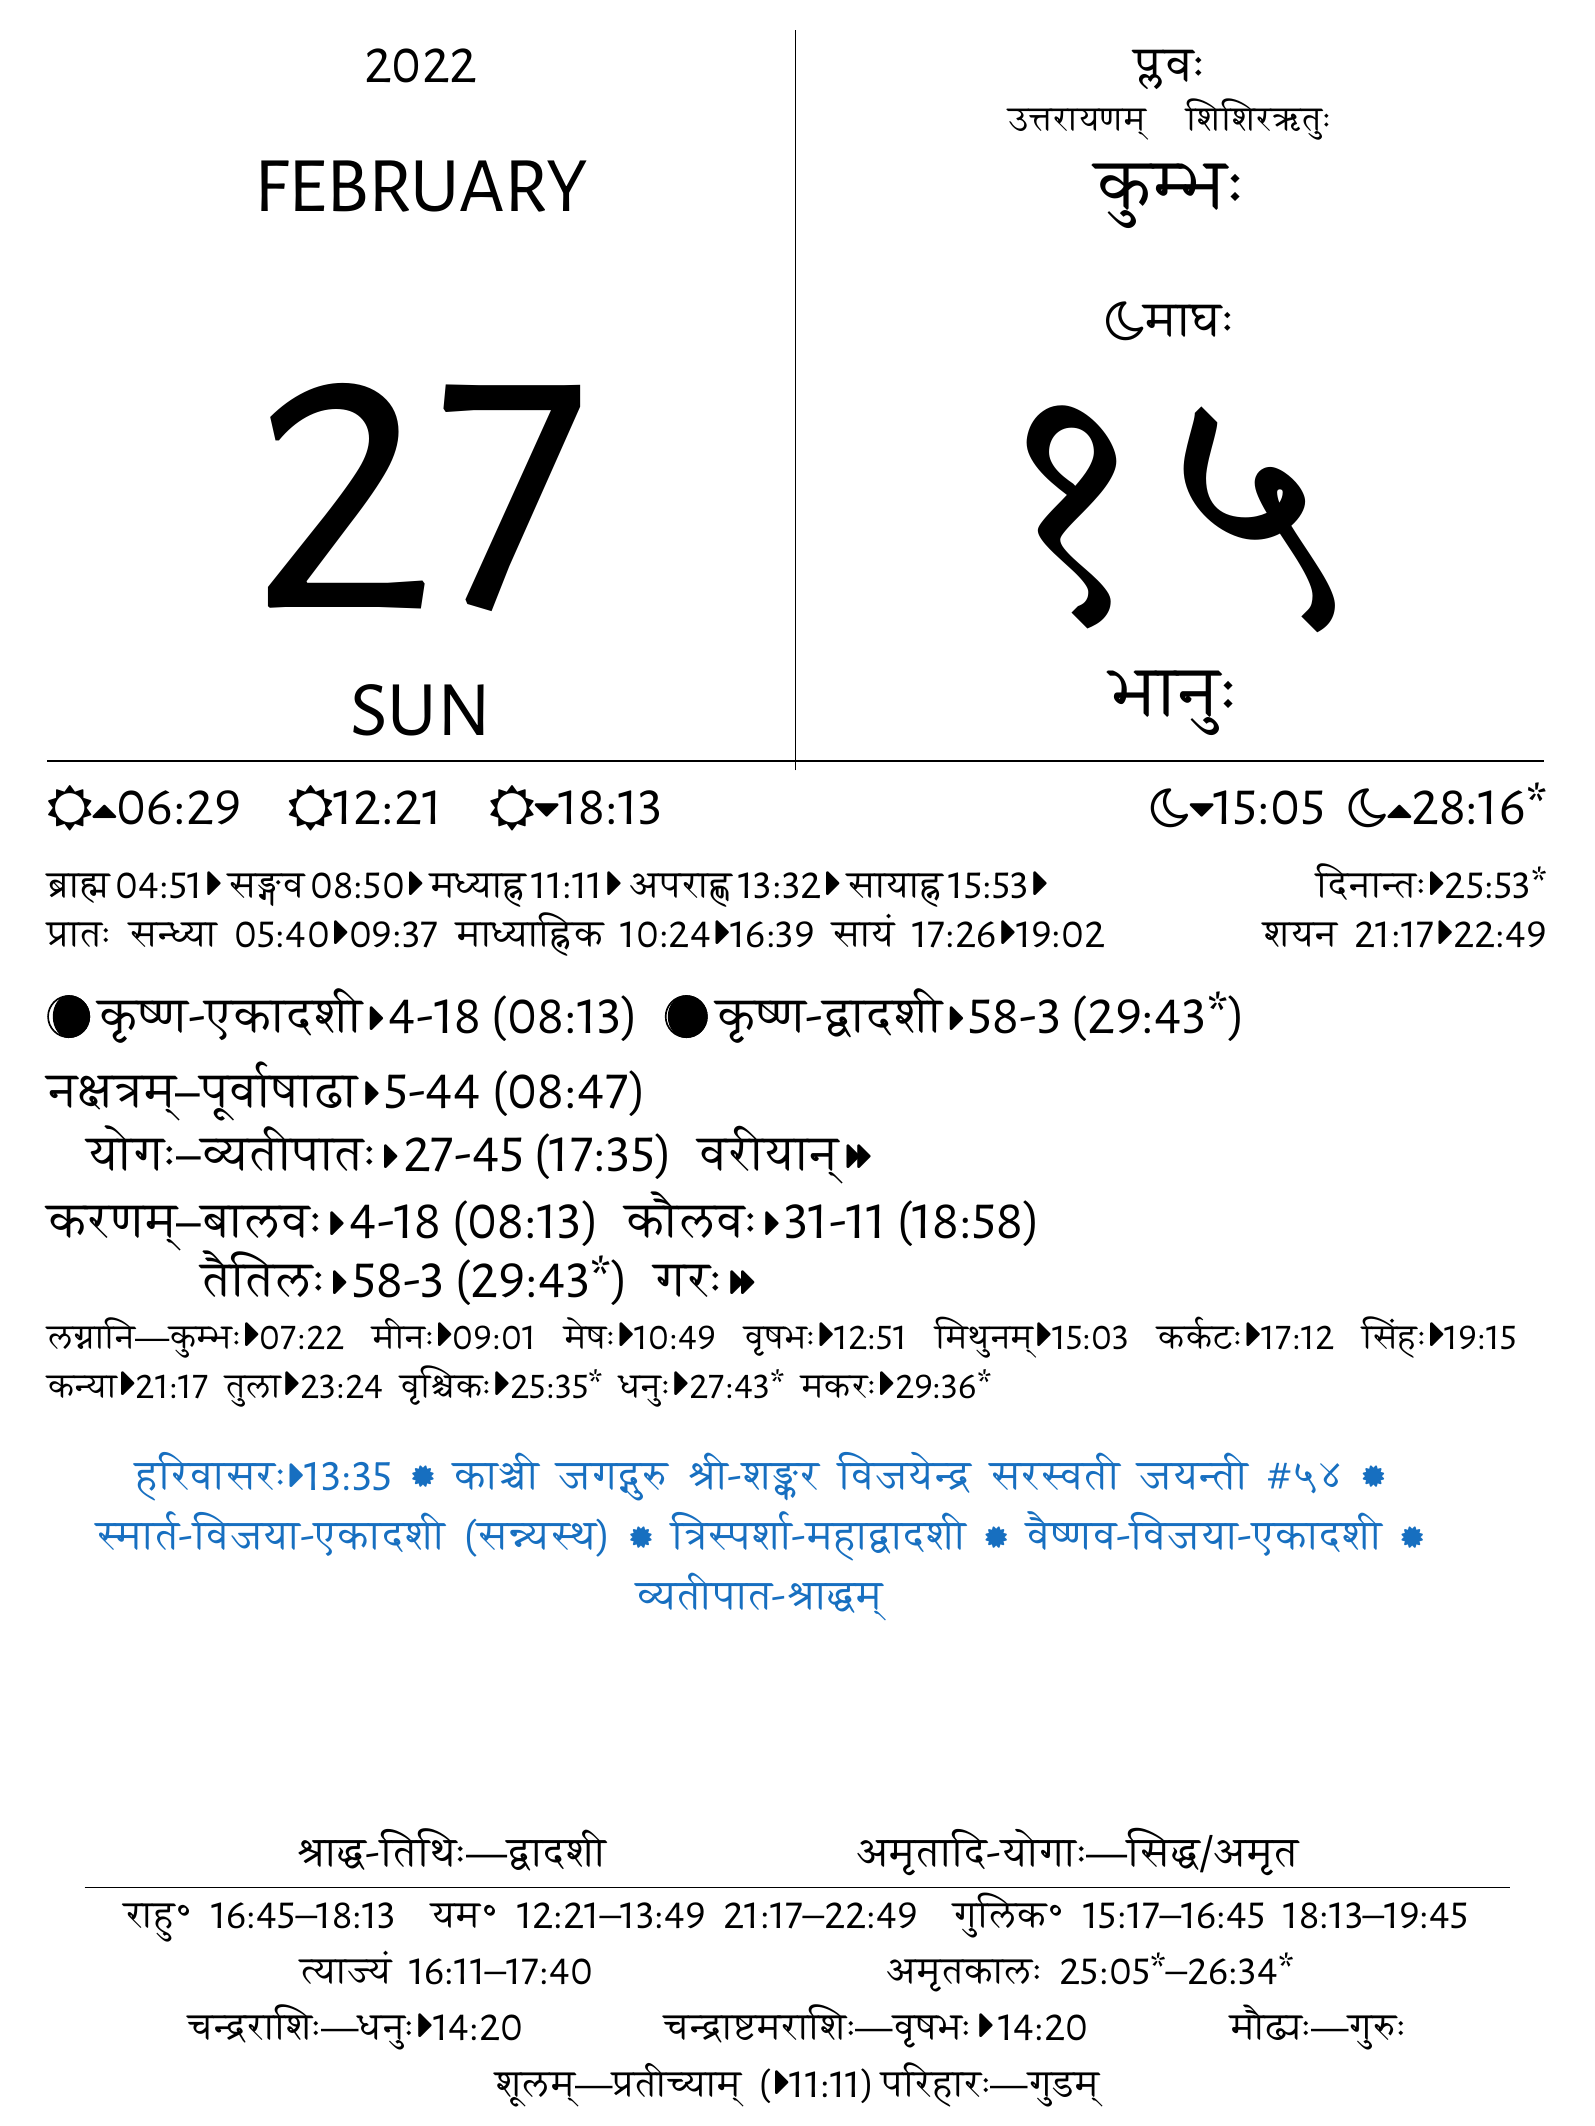 2022
FEBRUARY
27
SUN
प्लवः
उत्तरायणम् शिशिरऋतुः
कुम्भः
माघः
१५
भानुः
06:29 12:21 18:13 15:05 28:16*
ब्राह्म 04:51 सङ्गव 08:50 मध्याह्न 11:11 अपराह्ण 13:32 सायाह्न 15:53 दिनान्तः 25:53*
प्रातः सन्ध्या 05:40 09:37 माध्याह्निक 10:24 16:39 सायं 17:26 19:02 शयन 21:17 22:49
कृष्ण-एकादशी 4-18 (08:13) कृष्ण-द्वादशी 58-3 (29:43*)
नक्षत्रम्–पूर्वाषाढा 5-44 (08:47)
योगः–व्यतीपातः 27-45 (17:35) वरीयान्
करणम्–बालवः 4-18 (08:13) कौलवः 31-11 (18:58)
तैतिलः 58-3 (29:43*) गरः
लग्नानि—कुम्भः 07:22 मीनः 09:01 मेषः 10:49 वृषभः 12:51 मिथुनम् 15:03 कर्कटः 17:12 सिंहः 19:15
कन्या 21:17 तुला 23:24 वृश्चिकः 25:35* धनुः 27:43* मकरः 29:36*
हरिवासरः 13:35 ✹ काञ्ची जगद्गुरु श्री-शङ्कर विजयेन्द्र सरस्वती जयन्ती #५४ ✹
स्मार्त-विजया-एकादशी (सन्न्यस्थ) ✹ त्रिस्पर्शा-महाद्वादशी ✹ वैष्णव-विजया-एकादशी ✹
व्यतीपात-श्राद्धम्
श्राद्ध-तिथिः—द्वादशी अमृतादि-योगाः—सिद्ध/अमृत
राहु॰ 16:45–18:13 यम॰ 12:21–13:49 21:17–22:49 गुलिक॰ 15:17–16:45 18:13–19:45
त्याज्यं 16:11–17:40 अमृतकालः 25:05*–26:34*
चन्द्रराशिः—धनुः 14:20 चन्द्राष्टमराशिः—वृषभः 14:20 मौढ्यः—गुरुः
शूलम्—प्रतीच्याम् (11:11) परिहारः—गुडम्